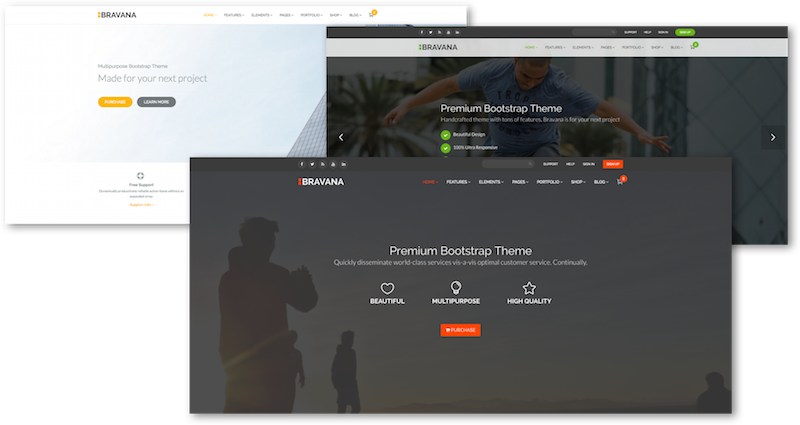 BRAVANA
HOME FEATURES ELEMENTS PAGES PORTFOLIO SHOP BLOG
Multipurpose Bootstrap Theme
Made for your next project
PURCHASE LEARN MORE
Free Support
Support Info
SUPPORT HELP SIGN IN SIGN UP
BRAVANA
HOME FEATURES ELEMENTS PAGES PORTFOLIO SHOP BLOG
Premium Bootstrap Theme
Handcrafted theme with tons of features, Bravana is for your next project
Beautiful Design
100% Ultra Responsive
SUPPORT HELP SIGN IN SIGN UP
BRAVANA
HOME FEATURES ELEMENTS PAGES PORTFOLIO SHOP BLOG
Premium Bootstrap Theme
Quickly disseminate world-class services vis-a-vis optimal customer service. Continually.
BEAUTIFUL MULTIPURPOSE HIGH QUALITY
PURCHASE